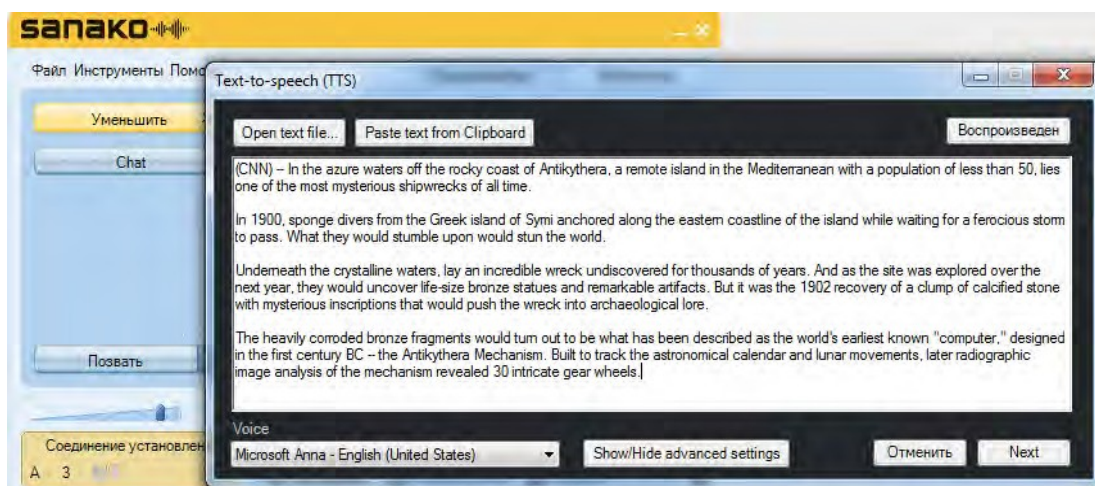 sanako
Файл Инструменты
Text-to-speech (TTS)
Уменьшить
Open text file...
Paste text from Clipboard
Воспроизведен
Chat
(CNN) – In the azure waters off the rocky coast of Antikythera, a remote island in the Mediterranean with a population of less than 50, lies
one of the most mysterious shipwrecks of all time.
In 1900, sponge divers from the Greek island of Symi anchored along the eastern coastline of the island while waiting for a ferocious storm
to pass. What they would stumble upon would stun the world.
Underneath the crystalline waters, lay an incredible wreck undiscovered for thousands of years. And as the site was explored over the
next year, they would uncover life-size bronze statues and remarkable artifacts. But it was the 1902 recovery of a clump of calcified stone
with mysterious inscriptions that would push the wreck into archaeological lore.
The heavily corroded bronze fragments would turn out to be what has been described as the world's earliest known "computer," designed
in the first century BC – the Antikythera Mechanism. Built to track the astronomical calendar and lunar movements, later radiographic
image analysis of the mechanism revealed 30 intricate gear wheels.
Позвать
Voice
Соединение установлен
Microsoft Anna - English (United States)
Show/Hide advanced settings
Отменить
Next
A 3